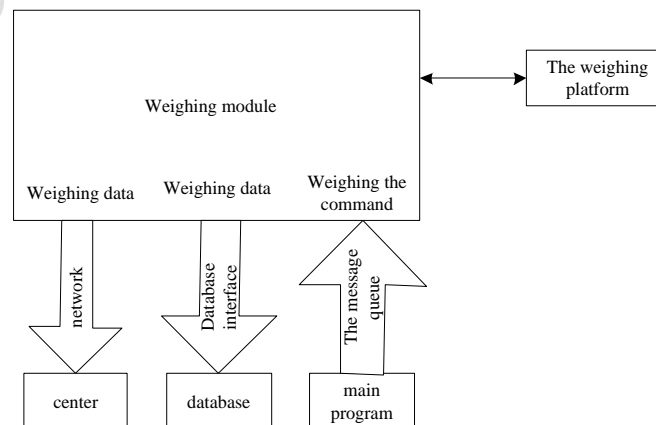 The weighing
platform
Weighing module
Weighing data
Weighing data
Weighing the
command
network
Database
interface
The message
queue
center
database
main
program